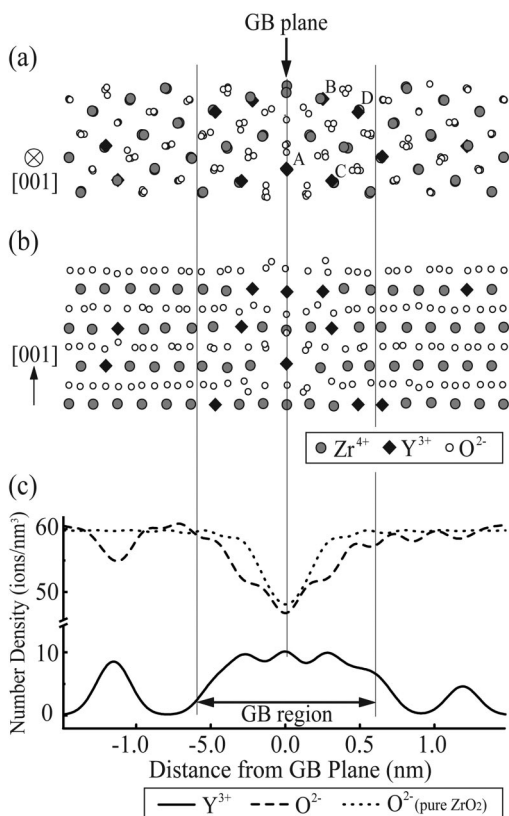 GB plane
(a)
B
D
A
C
[001]
(b)
[001]
Zr4+ Y3+ O2-
(c)
Number Density (ions/nm3)
60
50
10
0
GB region
-1.0 -5.0 0.0 0.5 1.0
Distance from GB Plane (nm)
Y3+ O2- O2- (pure ZrO2)